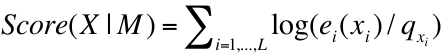 Score(X | M) = ∑_{i=1,...,L} log(e_i(x_i) / q_{x_i})